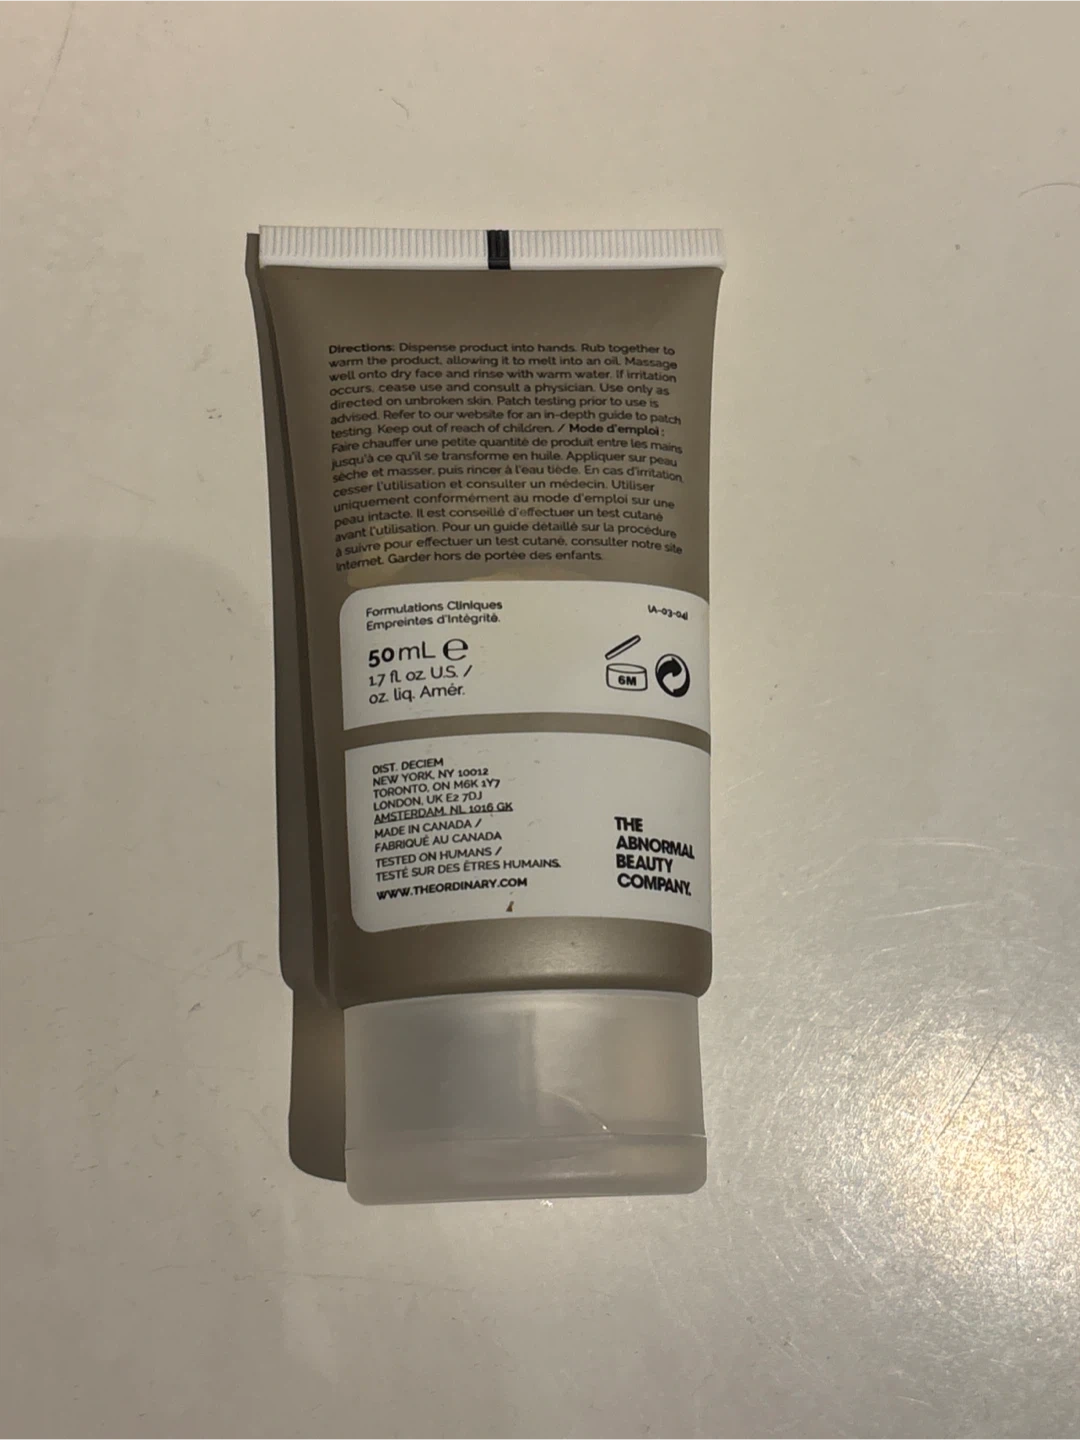 Directions: Dispense product into hands. Rub together to
warm the product, allowing it to melt into an oil. Massage
well onto dry face and rinse with warm water. If irritation
occurs, cease use and consult a physician. Use only as
directed on unbroken skin. Patch testing prior to use is
advised. Refer to our website for an in-depth guide to patch
testing. Keep out of reach of children. / Mode d'emploi :
Faire chauffer une petite quantité de produit entre les mains
jusqu'à ce qu'il se transforme en huile. Appliquer sur peau
sèche et masser, puis rincer à l'eau tiède. En cas d'irritation,
cesser l'utilisation et consulter un médecin. Utiliser
uniquement conformément au mode d'emploi sur une
peau intacte. Il est conseillé d'effectuer un test cutané
avant l'utilisation. Pour un guide détaillé sur la procédure
à suivre pour effectuer un test cutané, consulter notre site
Internet. Garder hors de portée des enfants.
Formulations Cliniques
Empreintes d'Intégrité.
50 mL e
1.7 fl oz U.S. /
oz. liq. Amér.
6M
DIST. DECIEM
NEW YORK, NY 10012
TORONTO, ON M6K 1Y7
LONDON, UK E2 7DJ
AMSTERDAM, NL 1016 GK
MADE IN CANADA /
FABRIQUÉ AU CANADA
TESTED ON HUMANS /
TESTÉ SUR DES ÊTRES HUMAINS.
WWW.THEORDINARY.COM
THE
ABNORMAL
BEAUTY
COMPANY.